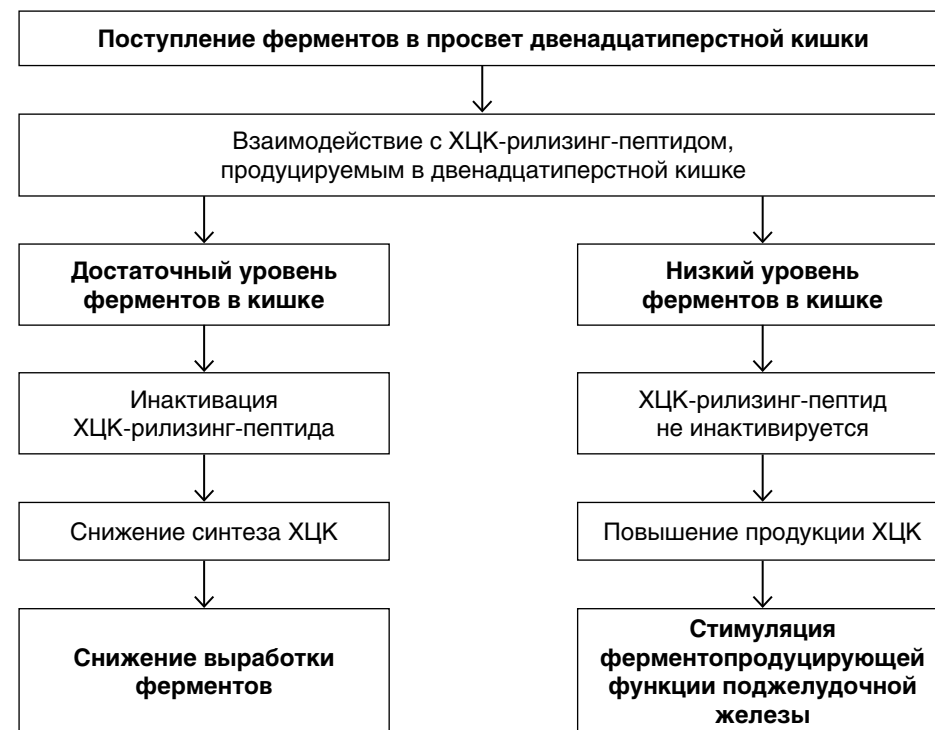 Поступление ферментов в просвет двенадцатиперстной кишки
Взаимодействие с ХЦК-рилизинг-пептидом,
продуцируемым в двенадцатиперстной кишке
Достаточный уровень
ферментов в кишке
Инактивация
ХЦК-рилизинг-пептида
Снижение синтеза ХЦК
Снижение выработки
ферментов
Низкий уровень
ферментов в кишке
ХЦК-рилизинг-пептид
не инактивируется
Повышение продукции ХЦК
Стимуляция
ферментопродуцирующей
функции поджелудочной
железы